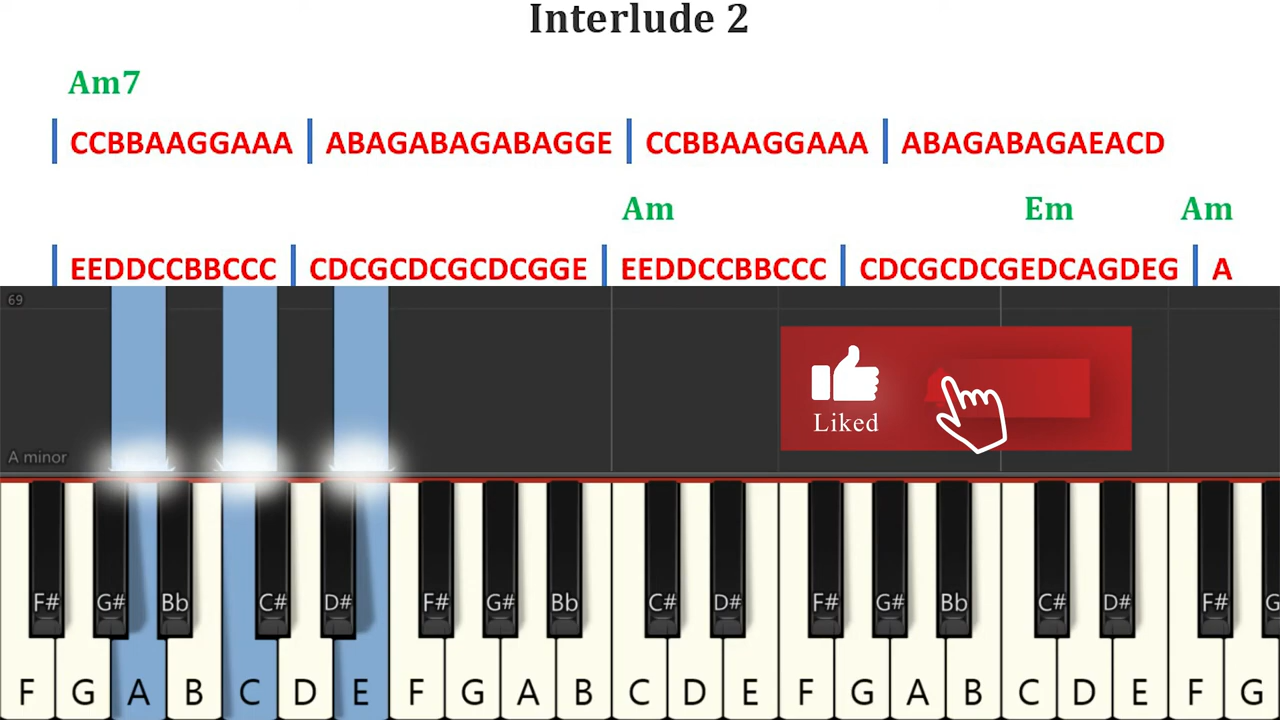 Interlude 2
Am7
CCBBAAGGAAA ABAGABAGABAGGE CCBBAAGGAAA ABAGABAGAEACD
Am Em Am
EEDDCCBBCCC CDCGCDCGCDCGGE EEDDCCBBCCC CDCGCDCGEDCAGDEG A
69
Liked
A minor
F# G# Bb C# D# F# G# Bb C# D# F# G# Bb C# D# F# G
F G A B C D E F G A B C D E F G A B C D E F G